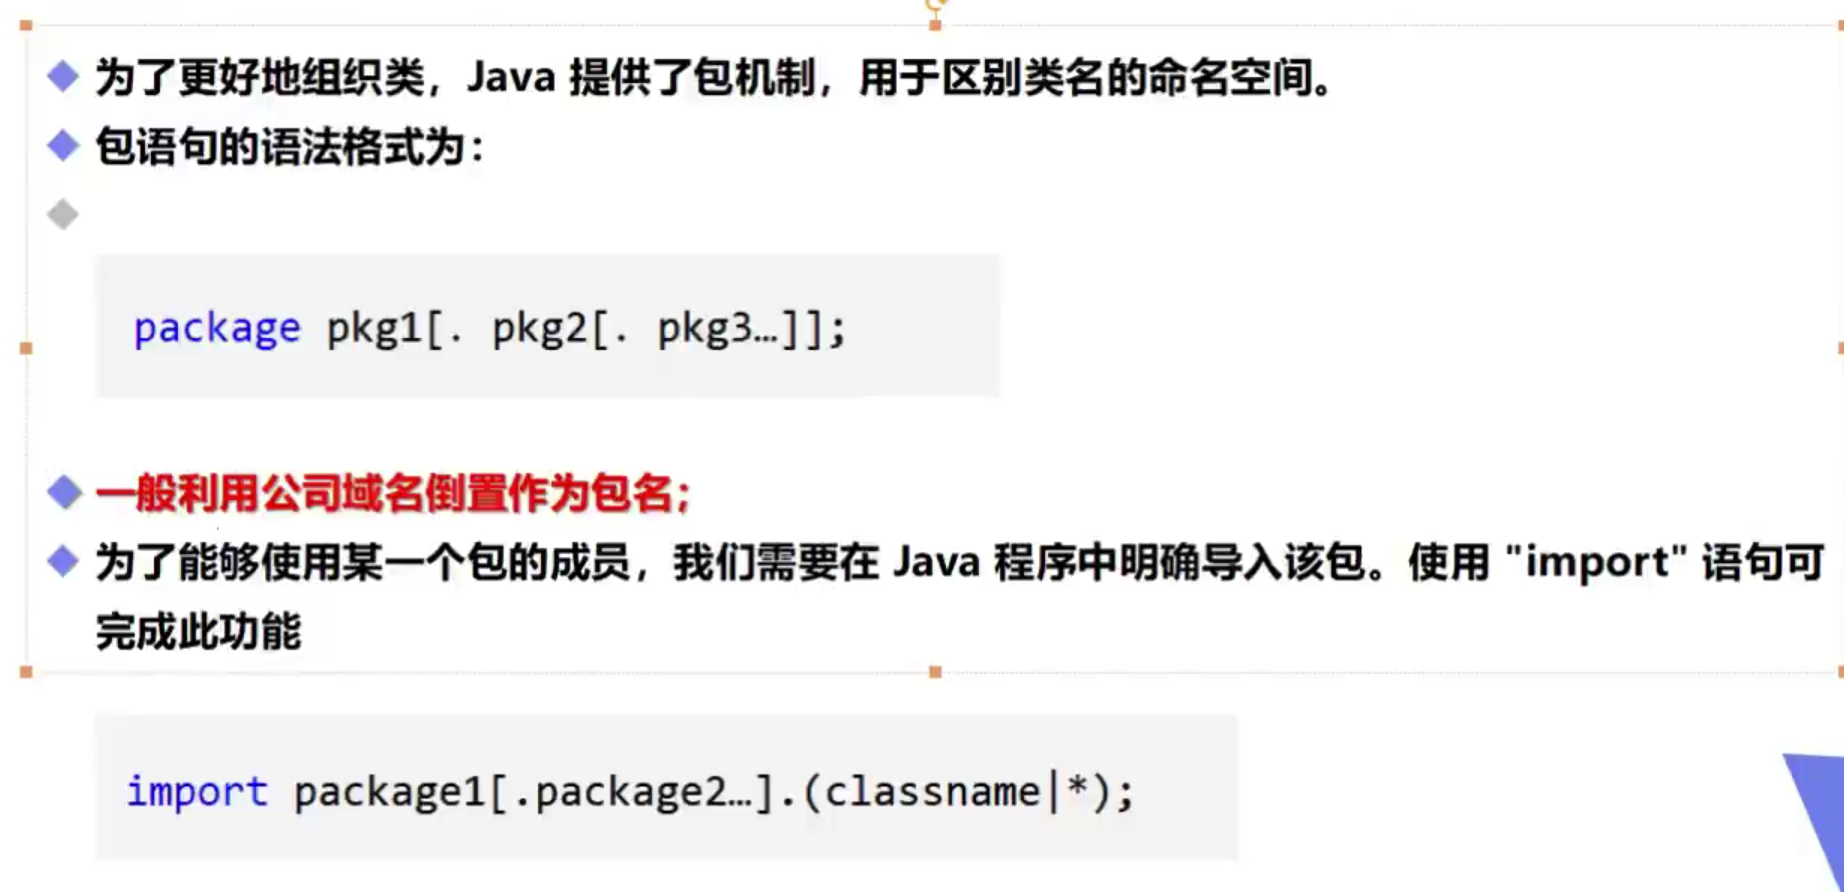 为了更好地组织类，Java 提供了包机制，用于区别类名的命名空间。
包语句的语法格式为：
package pkg1[. pkg2[. pkg3…]];
一般利用公司域名倒置作为包名；
为了能够使用某一个包的成员，我们需要在 Java 程序中明确导入该包。使用 "import" 语句可
完成此功能
import package1[.package2…].(classname|*);